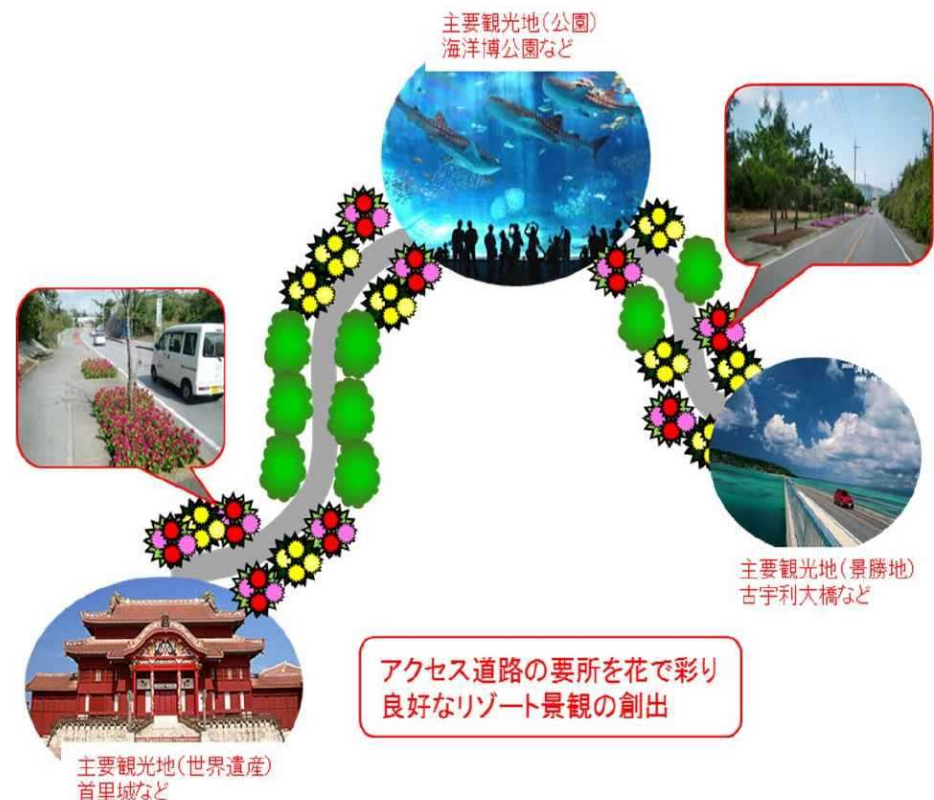 主要観光地(公園)
海洋博公園など
主要観光地(景勝地)
古宇利大橋など
アクセス道路の要所を花で彩り
良好なリゾート景観の創出
主要観光地(世界遺産)
首里城など